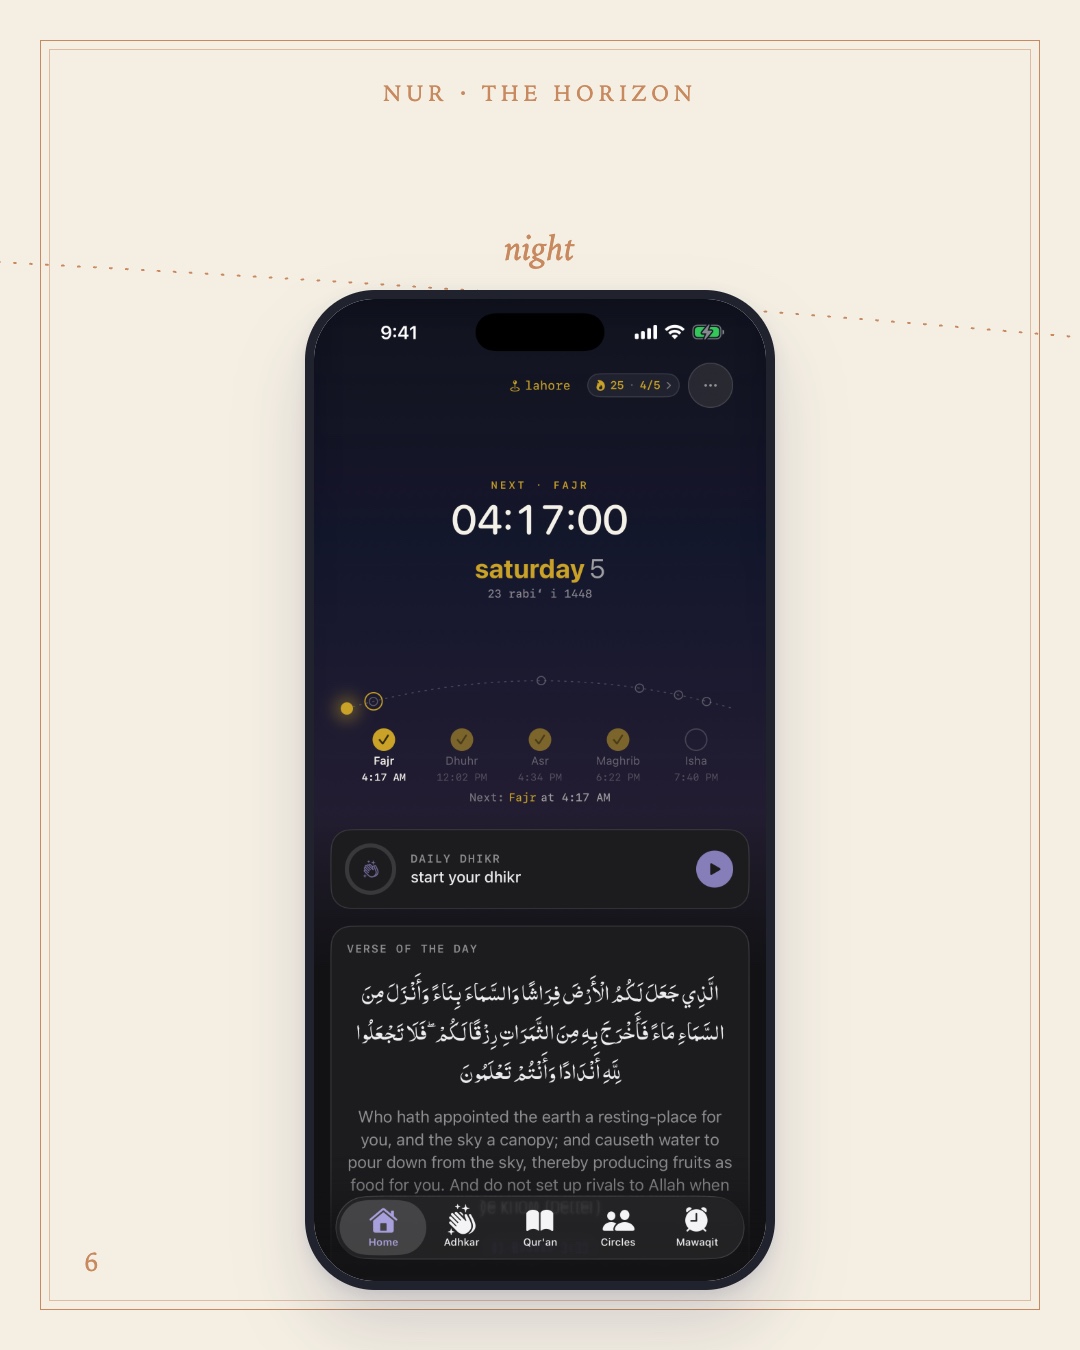 NUR · THE HORIZON
night
9:41
lahore
25 · 4/5
NEXT · FAJR
04:17:00
saturday 5
23 rabiʻ i 1448
Fajr Dhuhr Asr Maghrib Isha
4:17 AM 12:02 PM 4:34 PM 6:22 PM 7:40 PM
Next: Fajr at 4:17 AM
DAILY DHIKR
start your dhikr
VERSE OF THE DAY
الَّذِي جَعَلَ لَكُمُ الْأَرْضَ فِرَاشًا وَالسَّمَاءَ بِنَاءً وَأَنْزَلَ مِنَ
السَّمَاءِ مَاءً فَأَخْرَجَ بِهِ مِنَ الثَّمَرَاتِ رِزْقًا لَكُمْ ۖ فَلَا تَجْعَلُوا
لِلَّهِ أَنْدَادًا وَأَنْتُمْ تَعْلَمُونَ
Who hath appointed the earth a resting-place for
you, and the sky a canopy; and causeth water to
pour down from the sky, thereby producing fruits as
food for you. And do not set up rivals to Allah when
Home Adhkar Qur'an Circles Mawaqit
6